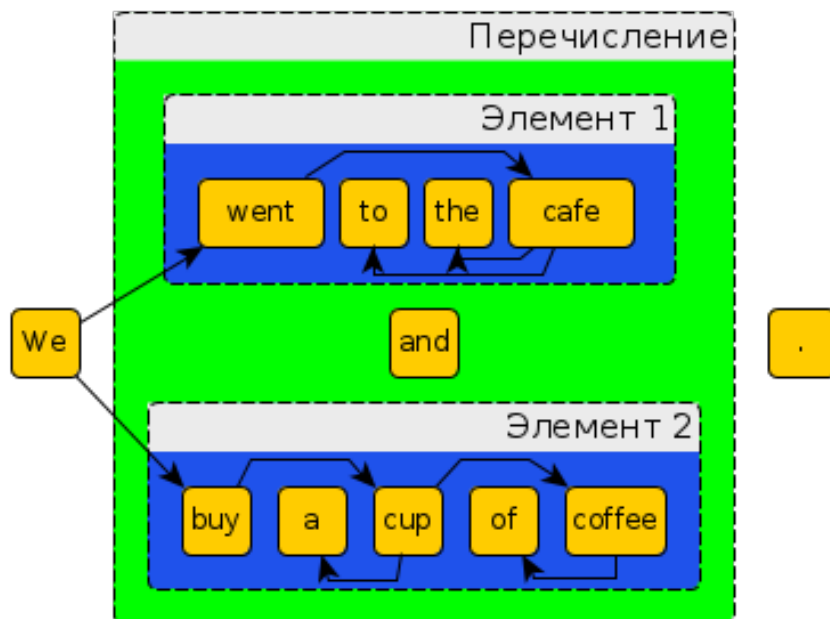 Перечисление
Элемент 1
went to the cafe
We and .
Элемент 2
buy a cup of coffee